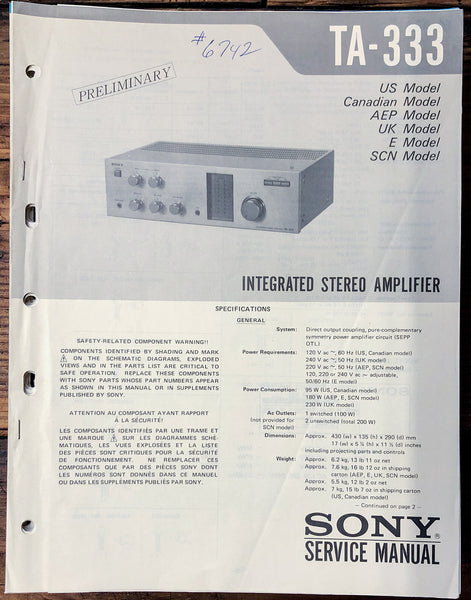 #6742
TA-333
PRELIMINARY
US Model
Canadian Model
AEP Model
UK Model
E Model
SCN Model
SONY
INTEGRATED STEREO AMPLIFIER
SPECIFICATIONS
GENERAL
SAFETY-RELATED COMPONENT WARNING!!
COMPONENTS IDENTIFIED BY SHADING AND MARK
⚠ ON THE SCHEMATIC DIAGRAMS, EXPLODED
VIEWS AND IN THE PARTS LIST ARE CRITICAL TO
SAFE OPERATION. REPLACE THESE COMPONENTS
WITH SONY PARTS WHOSE PART NUMBERS APPEAR
AS SHOWN IN THIS MANUAL OR IN SUPPLEMENTS
PUBLISHED BY SONY.
ATTENTION AU COMPOSANT AYANT RAPPORT
À LA SÉCURITÉ!
LES COMPOSANTS IDENTIFIÉS PAR UNE TRAME ET
UNE MARQUE ⚠ SUR LES DIAGRAMMES SCHÉ-
MATIQUES, LES VUES EXPLOSÉES ET LA LISTE
DES PIÈCES SONT CRITIQUES POUR LA SÉCURITÉ
DE FONCTIONNEMENT. NE REMPLACER CES
COMPOSANTS QUE PAR DES PIÈCES SONY DONT
LES NUMÉROS SONT DONNÉS DANS CE MANUEL
OU DANS LES SUPPLÉMENTS PUBLIÉS PAR SONY.
System: Direct output coupling, pure-complementary
symmetry power amplifier circuit (SEPP
OTL)
Power Requirements: 120 V ac ~, 60 Hz (US, Canadian model)
240 V ac ~, 50 Hz (UK model)
220 V ac ~, 50 Hz (AEP, SCN model)
120, 220 or 240 V ac ~ adjustable,
50/60 Hz (E model)
Power Consumption: 95 W (US, Canadian model)
180 W (AEP, E, SCN model)
230 W (UK model)
Ac Outlets: 1 switched (100 W)
(not provided for 2 unswitched (total 200 W)
SCN model)
Dimensions: Approx. 430 (w) x 135 (h) x 290 (d) mm
17 (w) x 5 ⅜ (h) x 11 ½ (d) inches
including projecting parts and controls
Weight: Approx. 6.2 kg, 13 lb 11 oz net
Approx. 7.6 kg, 16 lb 12 oz in shipping
carton (AEP, E, UK, SCN model)
Approx. 5.5 kg, 12 lb 2 oz net
Approx. 7 kg, 15 lb 7 oz in shipping carton
(US, Canadian model)
— Continued on page 2 —
SONY®
SERVICE MANUAL